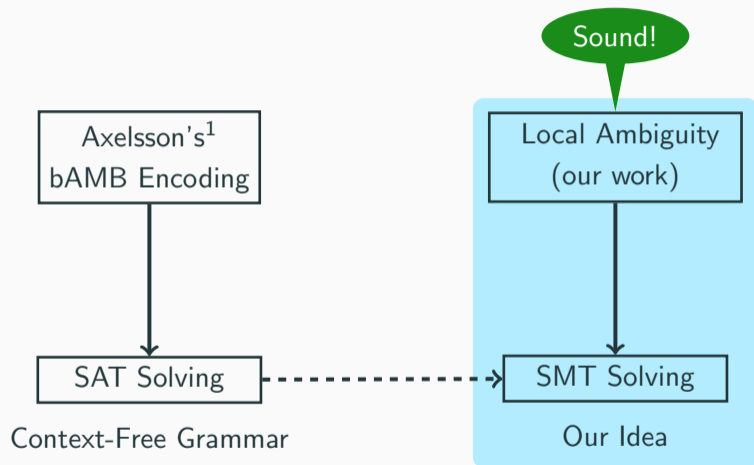 Sound!
Axelsson's¹
bAMB Encoding
Local Ambiguity
(our work)
SAT Solving
SMT Solving
Context-Free Grammar
Our Idea